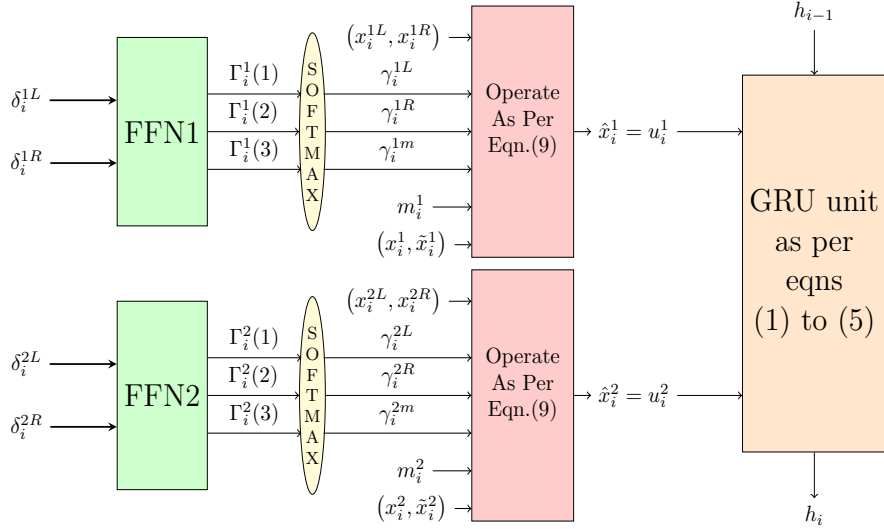 h_{i-1}
(x_i^{1L}, x_i^{1R})
δ_i^{1L}
δ_i^{1R}
FFN1
Γ_i^1(1)
Γ_i^1(2)
Γ_i^1(3)
S
O
F
T
M
A
X
γ_i^{1L}
γ_i^{1R}
γ_i^{1m}
m_i^1
(x_i^1, x̃_i^1)
Operate
As Per
Eqn.(9)
x̂_i^1 = u_i^1
GRU unit
as per
eqns
(1) to (5)
(x_i^{2L}, x_i^{2R})
δ_i^{2L}
δ_i^{2R}
FFN2
Γ_i^2(1)
Γ_i^2(2)
Γ_i^2(3)
S
O
F
T
M
A
X
γ_i^{2L}
γ_i^{2R}
γ_i^{2m}
m_i^2
(x_i^2, x̃_i^2)
Operate
As Per
Eqn.(9)
x̂_i^2 = u_i^2
h_i